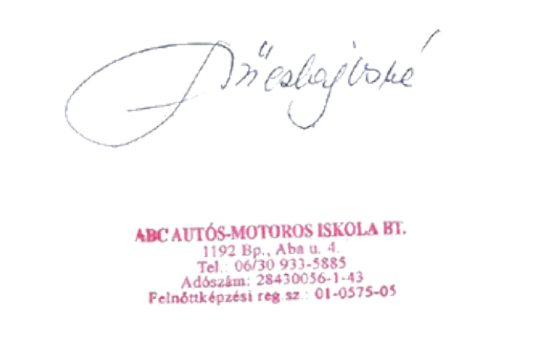 ABC AUTÓS-MOTOROS ISKOLA BT.
1192 Bp., Aba u. 4.
Tel.: 06/30 933-5885
Adószám: 28430056-1-43
Felnőttképzési reg.sz.: 01-0575-05